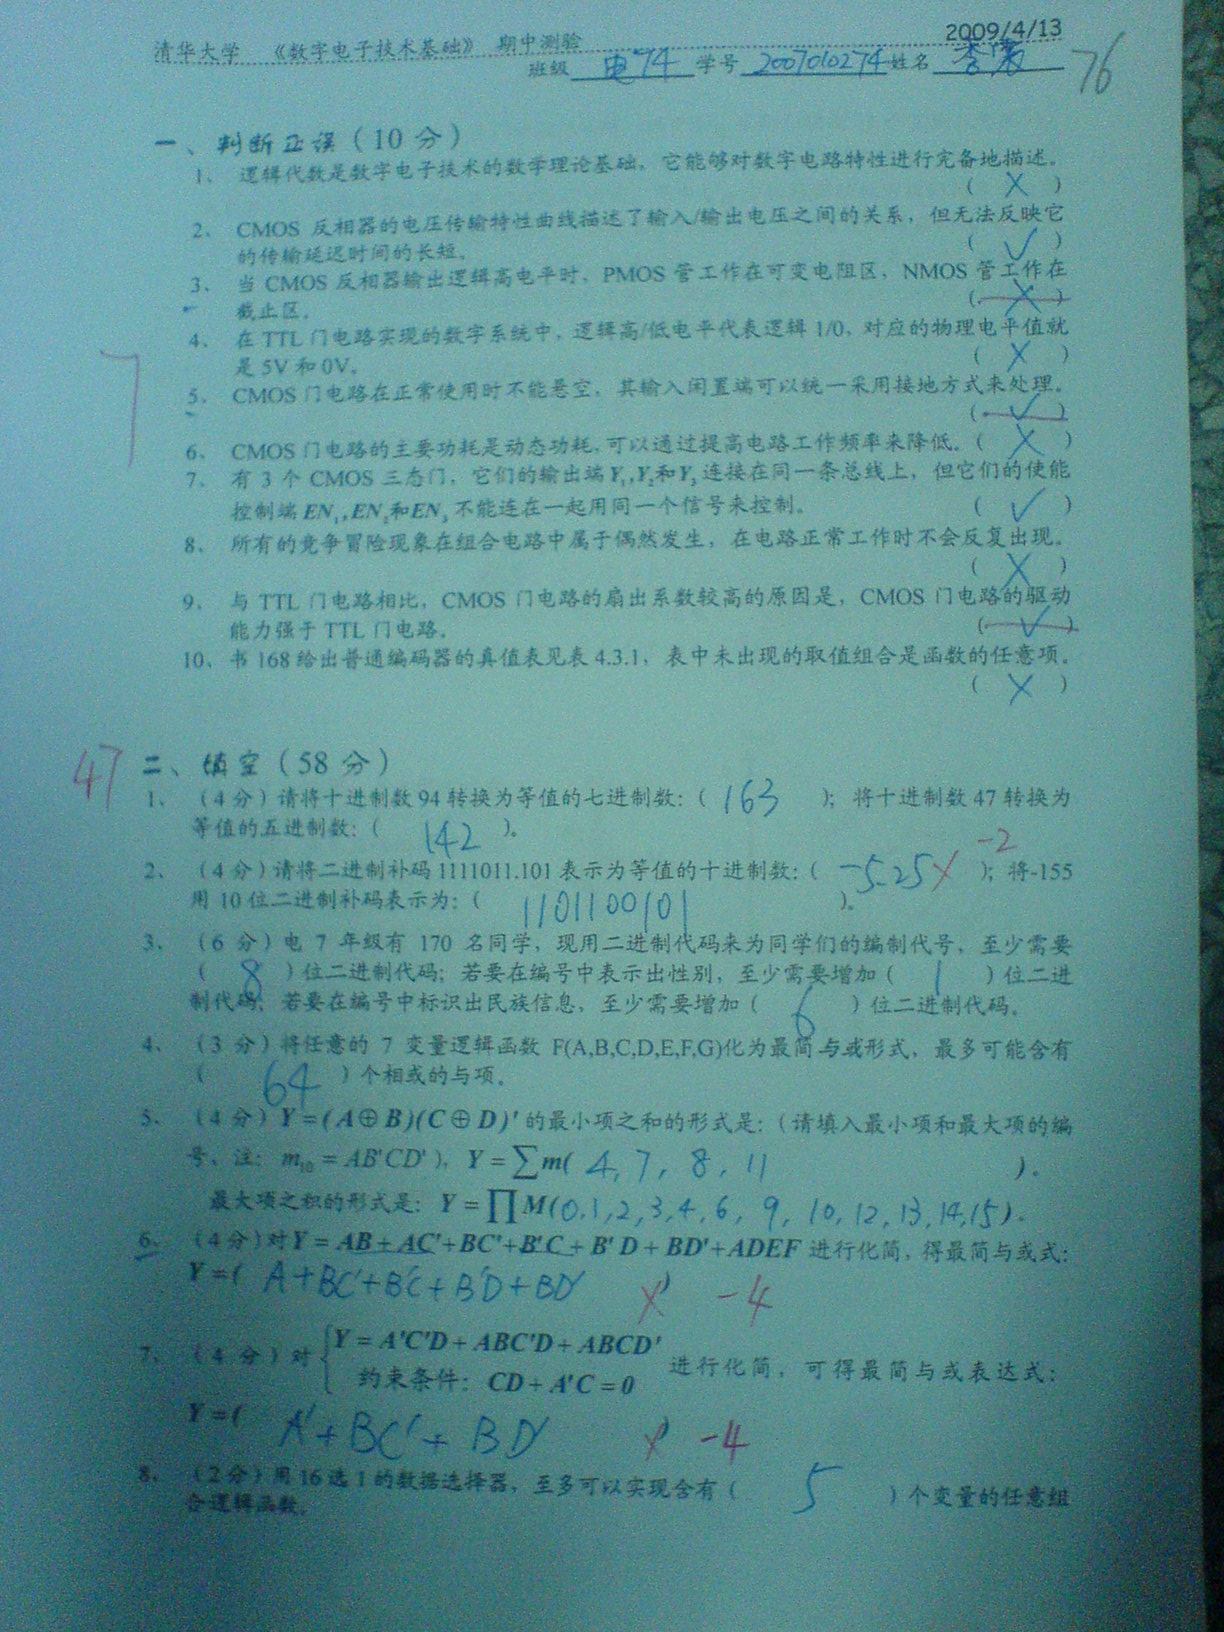 2009/4/13
清华大学 《数字电子技术基础》 期中测验
班级 电74 学号 2007010274 姓名
76
一、判断正误（10 分）
1、 逻辑代数是数字电子技术的数学理论基础，它能够对数字电路特性进行完备地描述。
（ ✗ ）
2、 CMOS 反相器的电压传输特性曲线描述了输入/输出电压之间的关系，但无法反映它
的传输延迟时间的长短。 （ ✓ ）
3、 当 CMOS 反相器输出逻辑高电平时，PMOS 管工作在可变电阻区，NMOS 管工作在
截止区。 （ ✗ ）
4、 在 TTL 门电路实现的数字系统中，逻辑高/低电平代表逻辑 1/0，对应的物理电平值就
是 5V 和 0V。 （ ✗ ）
7
5、 CMOS 门电路在正常使用时不能悬空，其输入闲置端可以统一采用接地方式来处理。
（ ✓ ）
6、 CMOS 门电路的主要功耗是动态功耗，可以通过提高电路工作频率来降低。（ ✗ ）
7、 有 3 个 CMOS 三态门，它们的输出端 Y₁,Y₂和Y₃ 连接在同一条总线上，但它们的使能
控制端 EN₁,EN₂和EN₃ 不能连在一起用同一个信号来控制。 （ ✓ ）
8、 所有的竞争冒险现象在组合电路中属于偶然发生，在电路正常工作时不会反复出现。
（ ✗ ）
9、 与 TTL 门电路相比，CMOS 门电路的扇出系数较高的原因是，CMOS 门电路的驱动
能力强于 TTL 门电路。 （ ✓ ）
10、 书 168 给出普通编码器的真值表见表 4.3.1，表中未出现的取值组合是函数的任意项。
（ ✗ ）
47
二、填空（58 分）
1、 （4 分）请将十进制数 94 转换为等值的七进制数：（ 163 ）；将十进制数 47 转换为
等值的五进制数：（ 142 ）。
2、 （4 分）请将二进制补码 1111011.101 表示为等值的十进制数：（ -5.25 ✗ -2 ）；将-155
用 10 位二进制补码表示为：（ 1101100101 ）。
3、 （6 分）电 7 年级有 170 名同学，现用二进制代码来为同学们的编制代号，至少需要
（ 8 ）位二进制代码；若要在编号中表示出性别，至少需要增加（ 1 ）位二进
制代码；若要在编号中标识出民族信息，至少需要增加（ 6 ）位二进制代码。
4、 （3 分）将任意的 7 变量逻辑函数 F(A,B,C,D,E,F,G)化为最简与或形式，最多可能含有
（ 64 ）个相或的与项。
5、 （4 分）Y = (A⊕B)(C⊕D)' 的最小项之和的形式是：（请填入最小项和最大项的编
号，注：m₁₀ = AB'CD'），Y = ∑m( 4, 7, 8, 11 )。
最大项之积的形式是：Y = ∏M(0,1,2,3,4,6, 9, 10, 12, 13, 14, 15)。
6、 （4 分）对Y = AB + AC'+BC'+B'C + B'D + BD'+ADEF 进行化简，得最简与或式：
Y =( A+BC'+B'C+B'D+BD' ) ✗ -4
7、 （4 分）对 Y = A'C'D + ABC'D + ABCD'
约束条件：CD + A'C = 0 进行化简，可得最简与或表达式：
Y =( A'+BC'+BD' ) ✗ -4
8、 （2 分）用 16 选 1 的数据选择器，至多可以实现含有（ 5 ）个变量的任意组
合逻辑函数。